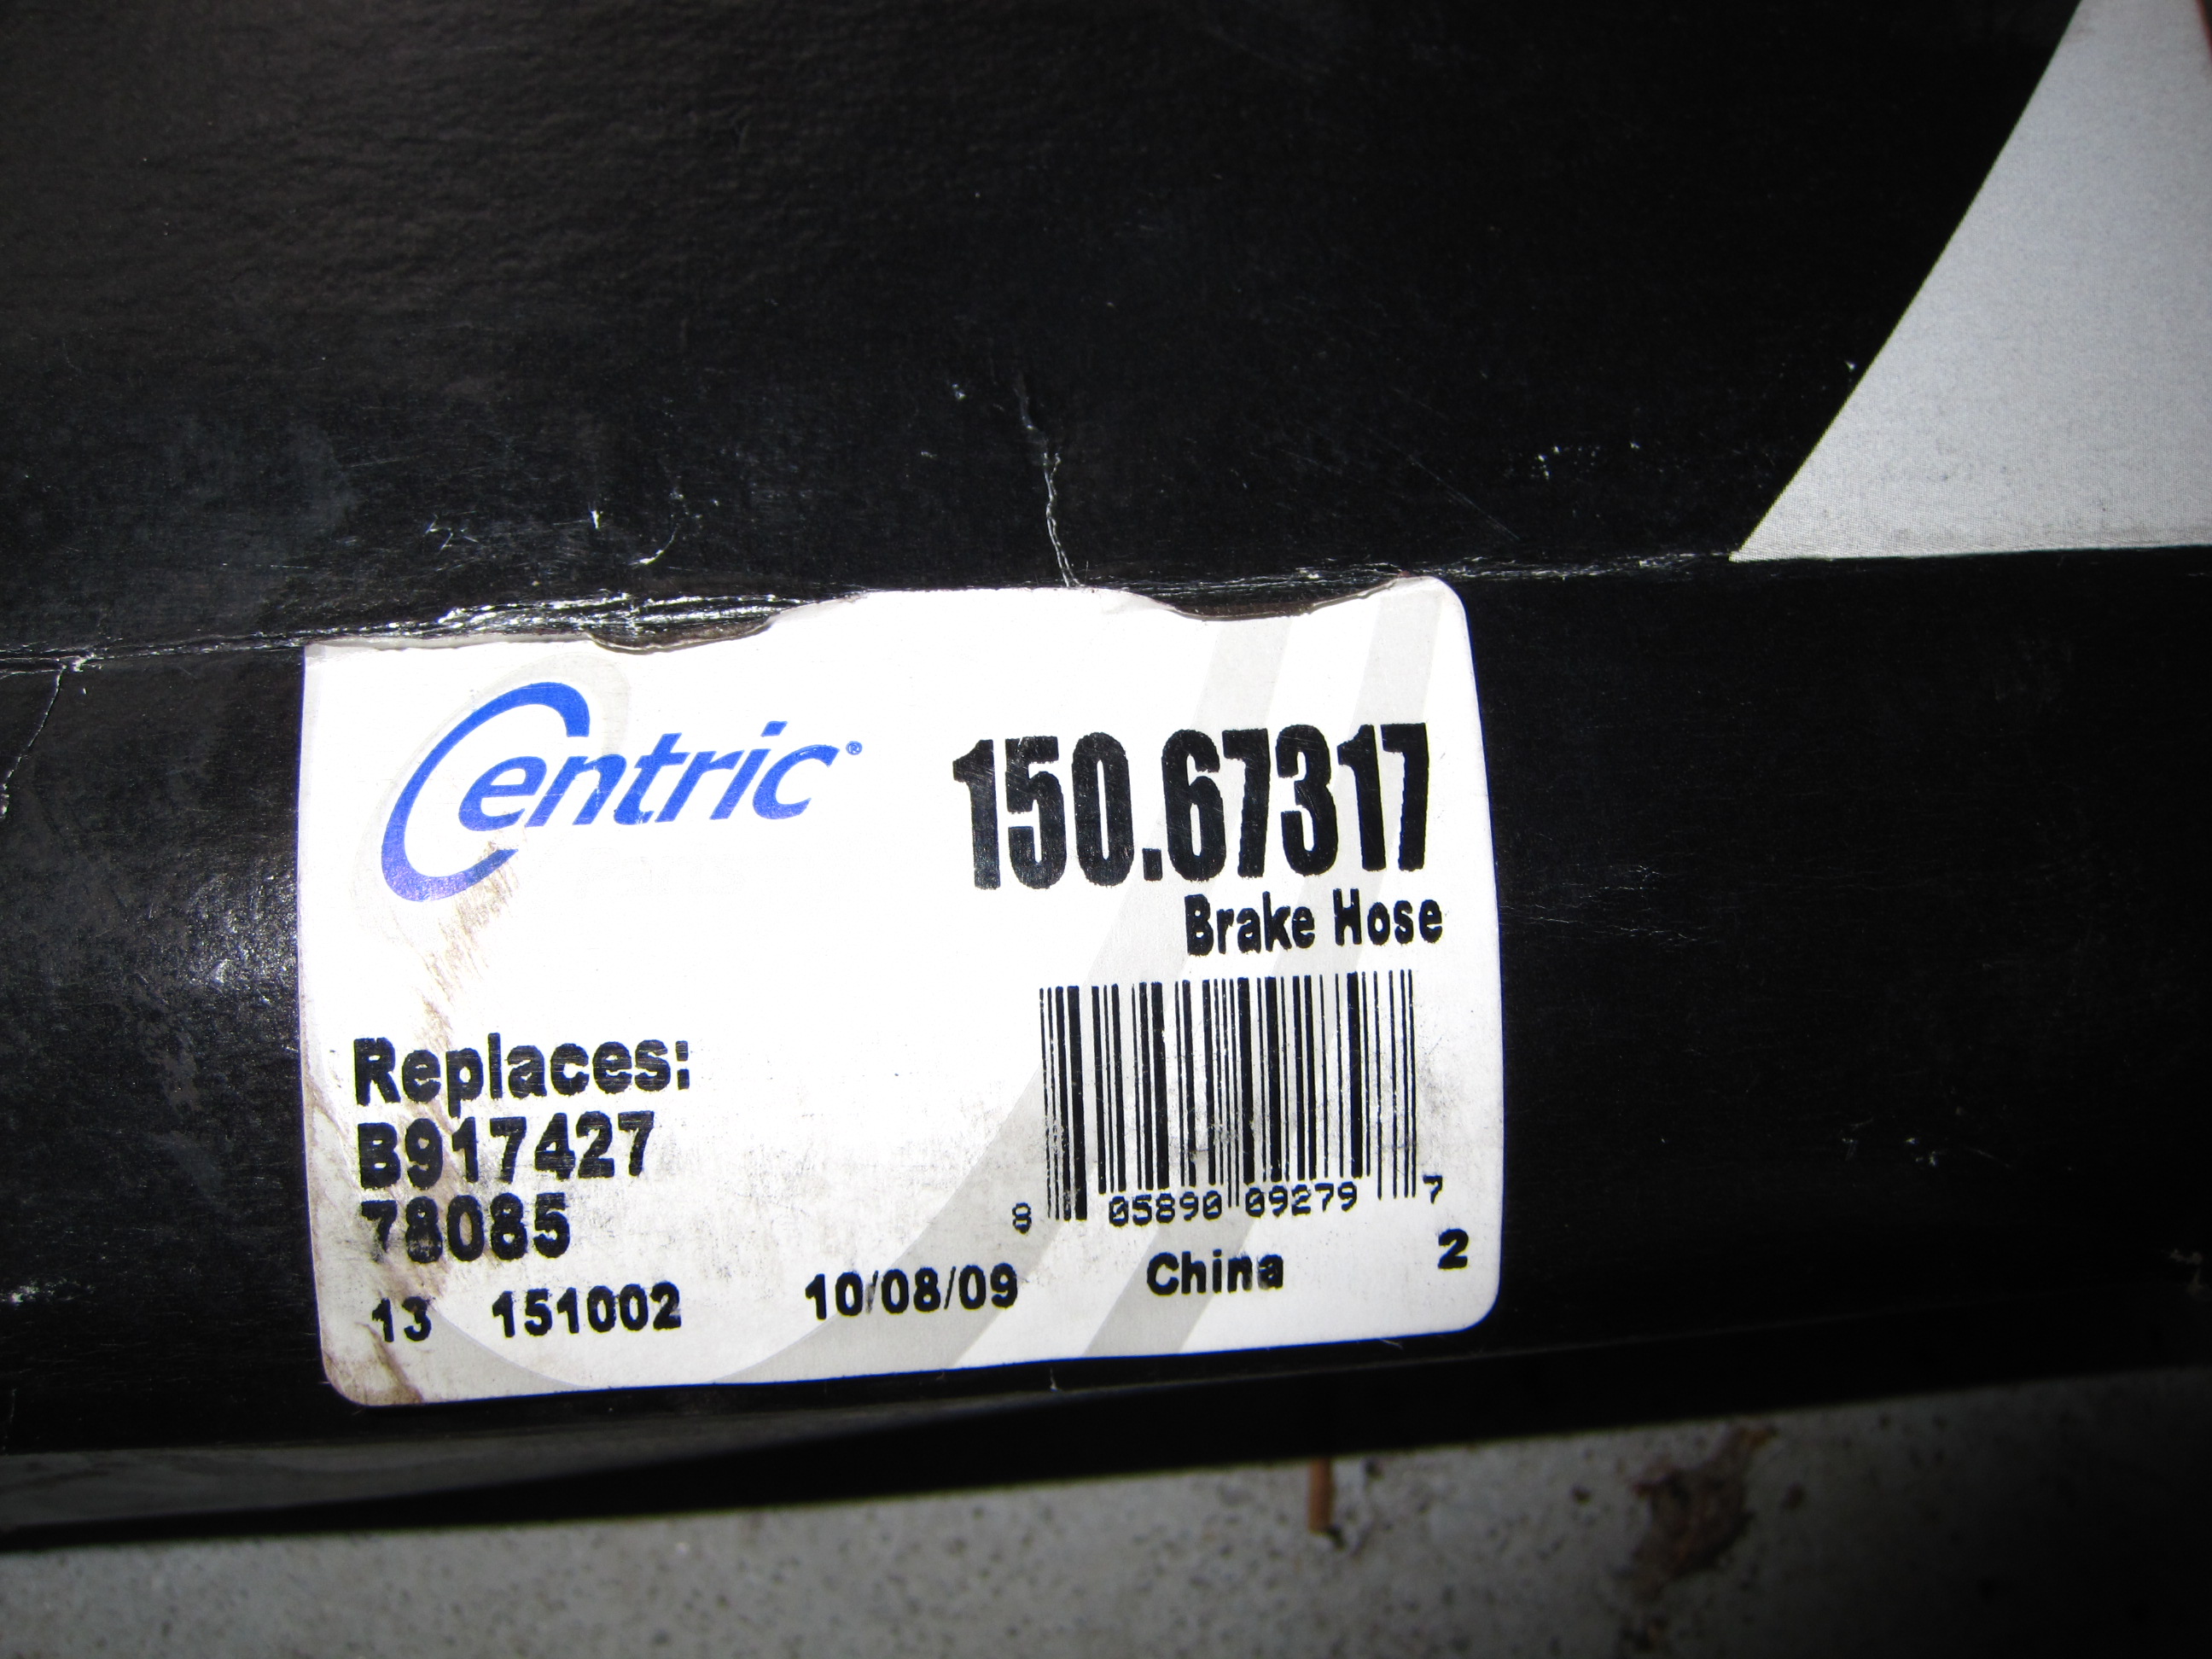 Centric®
150.67317
Brake Hose
Replaces:
B917427
78085
8 05890 09279 7
13 151002 10/08/09 China 2